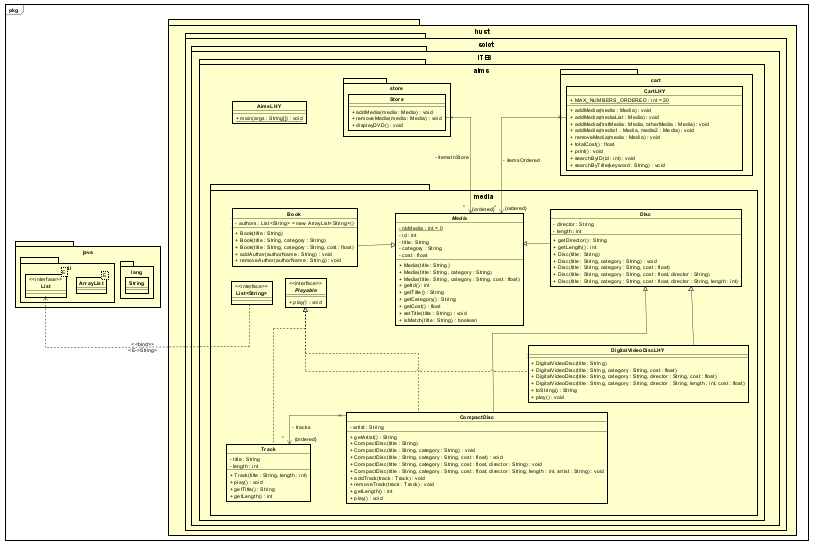 pkg
hust
soict
ITEB
aims
AimsLHY
+ main(args : String[]) : void
store
Store
+ addMedia(media : Media) : void
+ removeMedia(media : Media) : void
+ displayDVD() : void
cart
CartLHY
+ MAX_NUMBERS_ORDERED : int = 20
+ addMedia(media : Media) : void
+ addMedia(mediaList : Media) : void
+ addMedia(firstMedia : Media, otherMedia : Media) : void
+ addMedia(media1 : Media, media2 : Media) : void
+ removeMedia(media : Media) : void
+ totalCost() : float
+ print() : void
+ searchByID(id : int) : void
+ searchByTitle(keyword : String) : void
- itemsInStore
- itemsOrdered
media
*
{ordered}
*
{ordered}
Book
- authors : List<String> = new ArrayList<String>()
+ Book(title : String)
+ Book(title : String, category : String)
+ Book(title : String, category : String, cost : float)
+ addAuthor(authorName : String) : void
+ removeAuthor(authorName : String) : void
Media
- nbMedia : int = 0
- id : int
- title : String
- category : String
- cost : float
+ Media(title : String)
+ Media(title : String, category : String)
+ Media(title : String, category : String, cost : float)
+ getId() : int
+ getTitle() : String
+ getCategory() : String
+ getCost() : float
+ setTitle(title : String) : void
+ isMatch(title : String) : boolean
Disc
- director : String
- length : int
+ getDirector() : String
+ getLength() : int
+ Disc(title : String)
+ Disc(title : String, category : String) : void
+ Disc(title : String, category : String, cost : float)
+ Disc(title : String, category : String, cost : float, director : String)
+ Disc(title : String, category : String, cost : float, director : String, length : int)
java
<<interface>>
List
ArrayList
lang
String
<<interface>>
List<String>
<<interface>>
Playable
+ play() : void
<<bind>>
<E->String>
DigitalVideoDiscLHY
+ DigitalVideoDisc(title : String)
+ DigitalVideoDisc(title : String, category : String, cost : float)
+ DigitalVideoDisc(title : String, category : String, director : String, cost : float)
+ DigitalVideoDisc(title : String, category : String, director : String, length : int, cost : float)
+ toString() : String
+ play() : void
CompactDisc
- artist : String
+ getArtist() : String
+ CompactDisc(title : String)
+ CompactDisc(title : String, category : String) : void
+ CompactDisc(title : String, category : String, cost : float) : void
+ CompactDisc(title : String, category : String, cost : float, director : String) : void
+ CompactDisc(title : String, category : String, cost : float, director : String, length : int, artist : String) : void
+ addTrack(track : Track) : void
+ removeTrack(track : Track) : void
+ getLength() : int
+ play() : void
- tracks
*
{ordered}
Track
- title : String
- length : int
+ Track(title : String, length : int)
+ play() : void
+ getTitle() : String
+ getLength() : int